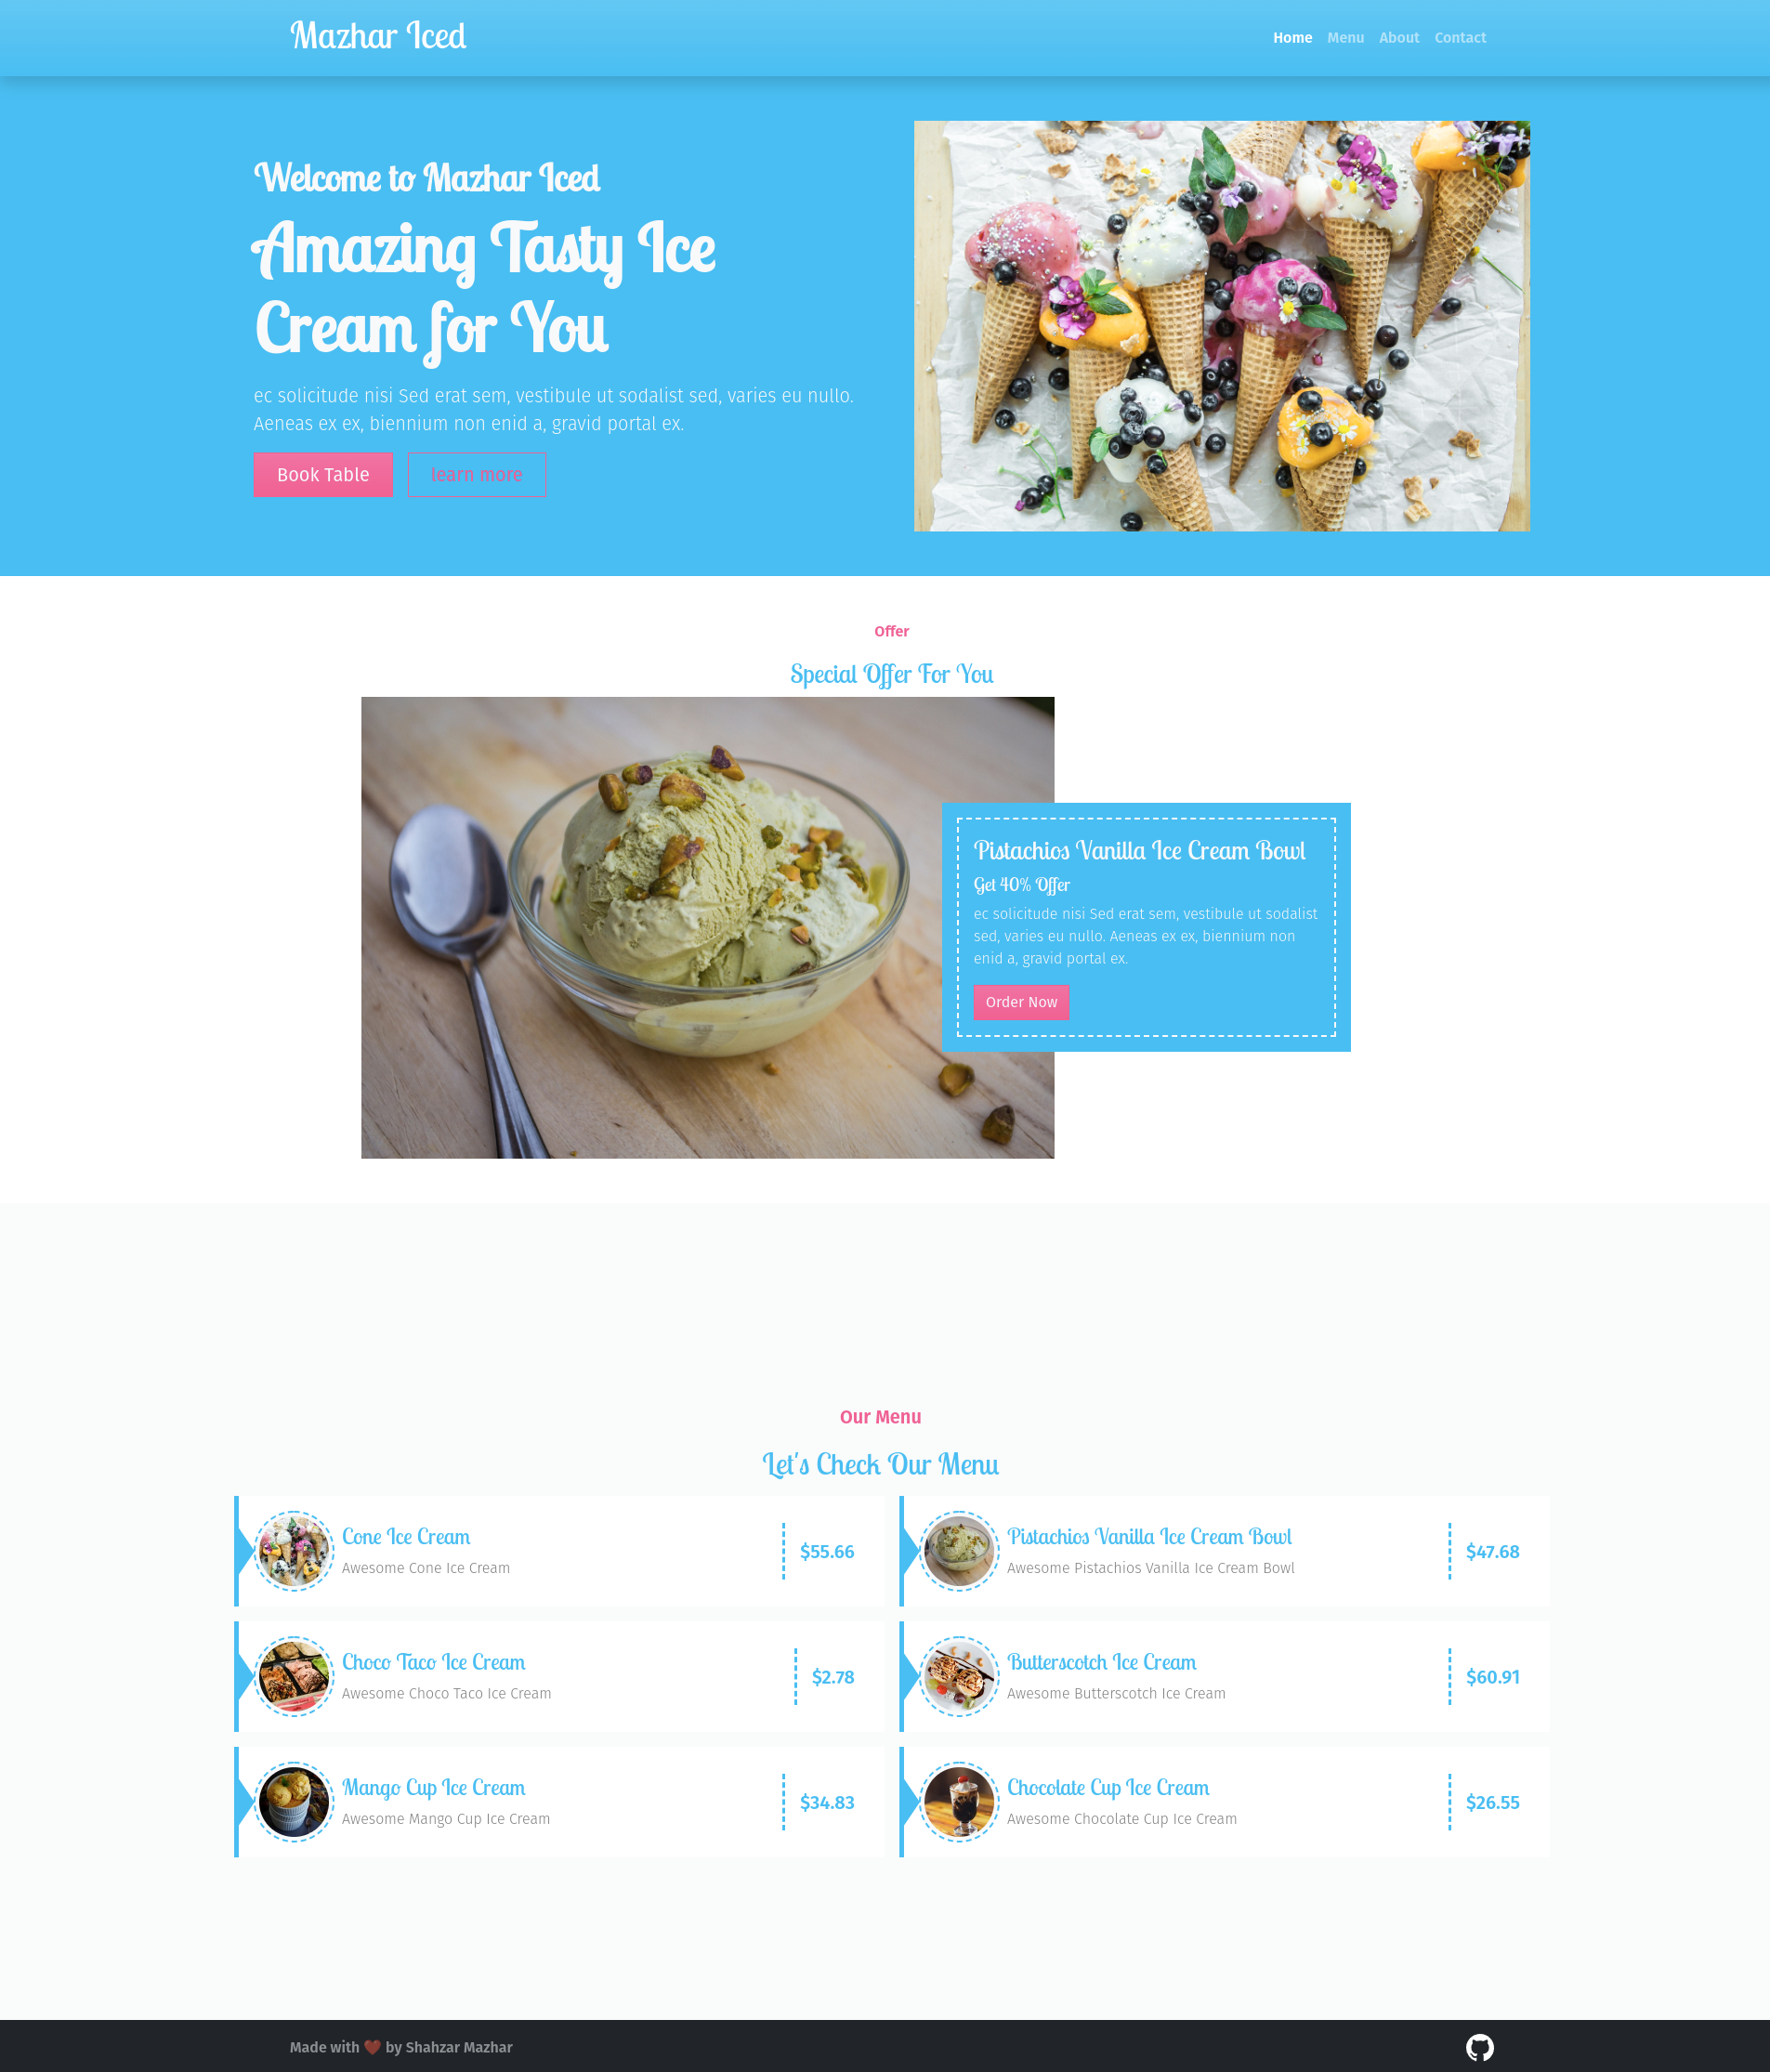 Mazhar Iced
Home Menu About Contact
Welcome to Mazhar Iced
Amazing Tasty Ice
Cream for You
ec solicitude nisi Sed erat sem, vestibule ut sodalist sed, varies eu nullo.
Aeneas ex ex, biennium non enid a, gravid portal ex.
Book Table
learn more
Offer
Special Offer For You
Pistachios Vanilla Ice Cream Bowl
Get 40% Offer
ec solicitude nisi Sed erat sem, vestibule ut sodalist
sed, varies eu nullo. Aeneas ex ex, biennium non
enid a, gravid portal ex.
Order Now
Our Menu
Let's Check Our Menu
Cone Ice Cream
Awesome Cone Ice Cream
$55.66
Pistachios Vanilla Ice Cream Bowl
Awesome Pistachios Vanilla Ice Cream Bowl
$47.68
Choco Taco Ice Cream
Awesome Choco Taco Ice Cream
$2.78
Butterscotch Ice Cream
Awesome Butterscotch Ice Cream
$60.91
Mango Cup Ice Cream
Awesome Mango Cup Ice Cream
$34.83
Chocolate Cup Ice Cream
Awesome Chocolate Cup Ice Cream
$26.55
Made with ❤️ by Shahzar Mazhar